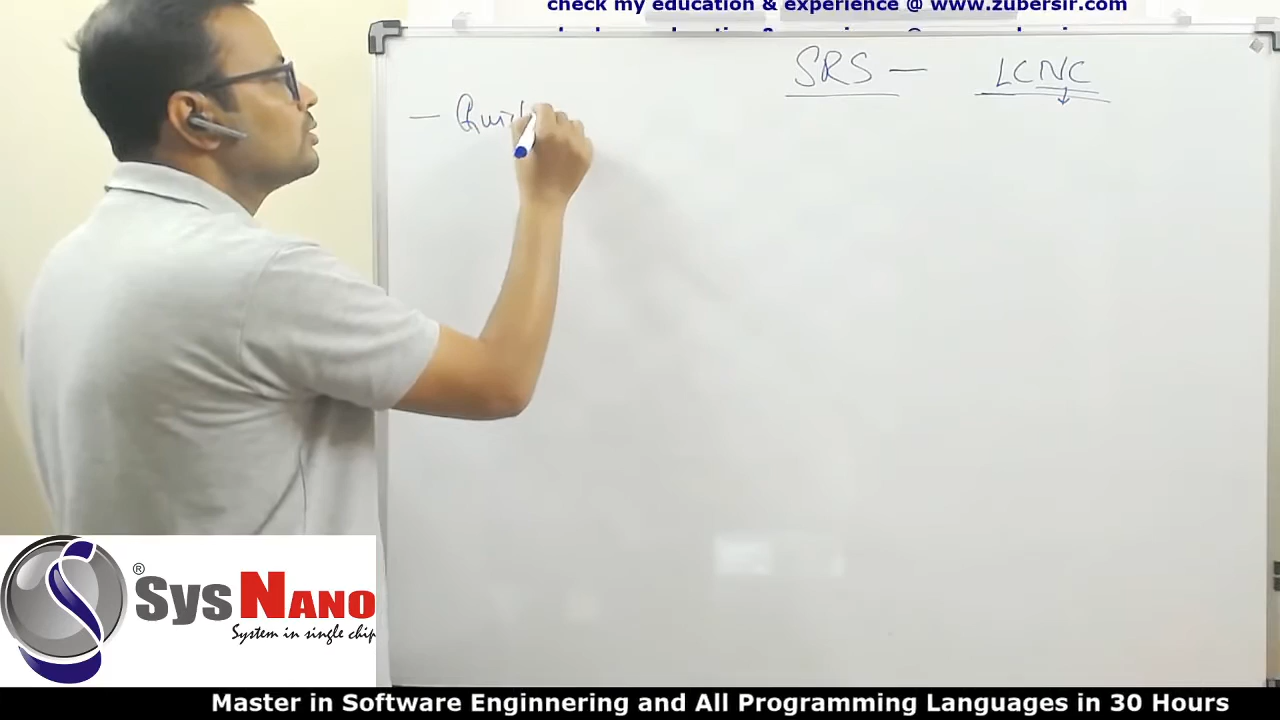 check my education & experience @ www.zubersir.com
SRS — LCNC
—
® SysNano
System in single chip
Master in Software Enginnering and All Programming Languages in 30 Hours